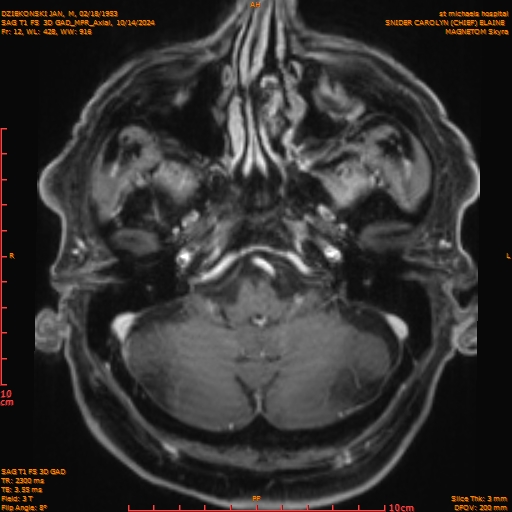 AH
DZIEKONSKI JAN, M, 02/18/1953
SAG T1 FS 3D GAD_MPR_Axial, 10/14/2024
Fr: 12, WL: 428, WW: 916
st michaels hospital
SNIDER CAROLYN (CHIEF) ELAINE
MAGNETOM Skyra
R
L
10
cm
SAG T1 FS 3D GAD
TR: 2300 ms
TE: 3.55 ms
Field: 3 T
Flip Angle: 8°
PF
10cm
Slice Thk: 3 mm
DFOV: 200 mm